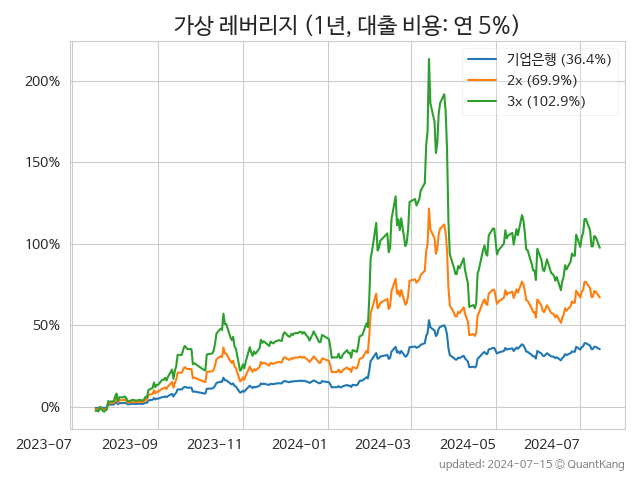 가상 레버리지 (1년, 대출 비용: 연 5%)
기업은행 (36.4%)
2x (69.9%)
3x (102.9%)
200%
150%
100%
50%
0%
2023-07 2023-09 2023-11 2024-01 2024-03 2024-05 2024-07
updated: 2024-07-15 © QuantKang